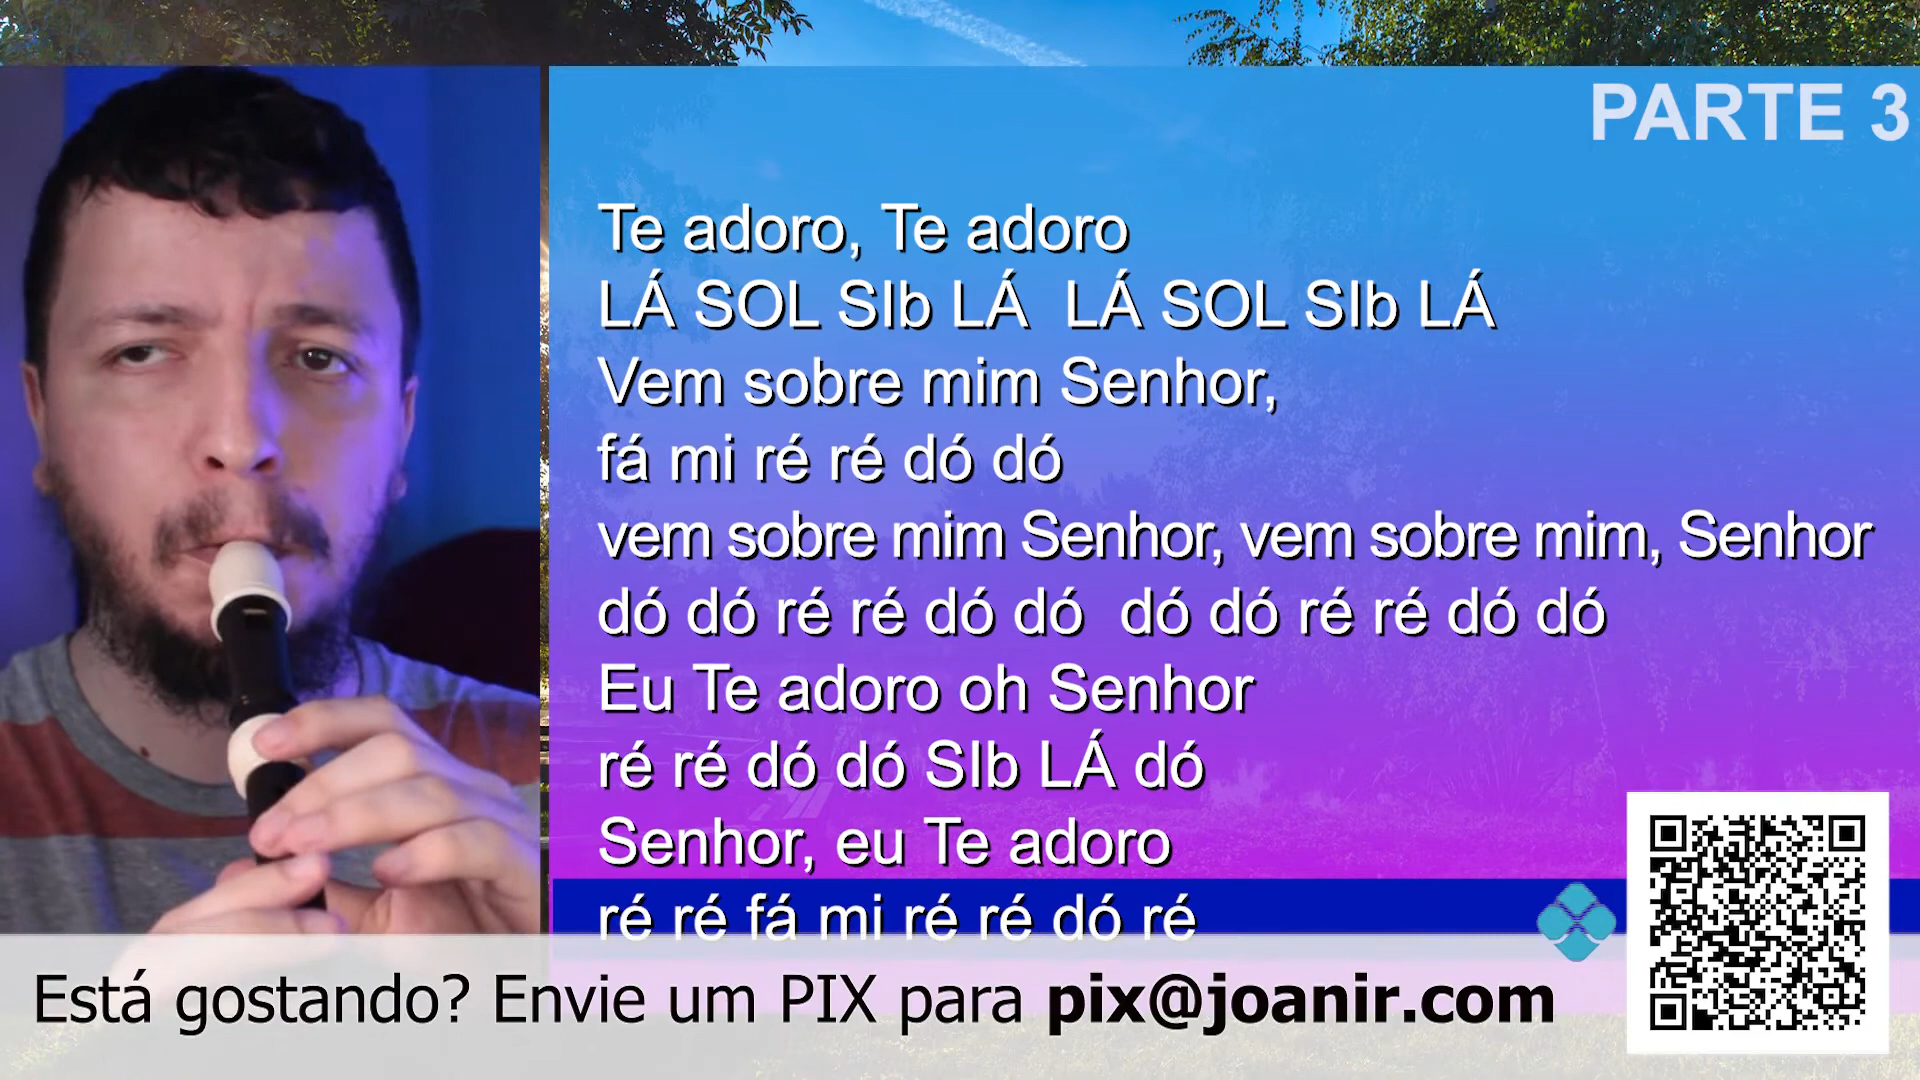 PARTE 3
Te adoro, Te adoro
LÁ SOL SIb LÁ  LÁ SOL SIb LÁ
Vem sobre mim Senhor,
fá mi ré ré dó dó
vem sobre mim Senhor, vem sobre mim, Senhor
dó dó ré ré dó dó  dó dó ré ré dó dó
Eu Te adoro oh Senhor
ré ré dó dó SIb LÁ dó
Senhor, eu Te adoro
ré ré fá mi ré ré dó ré
Está gostando? Envie um PIX para pix@joanir.com